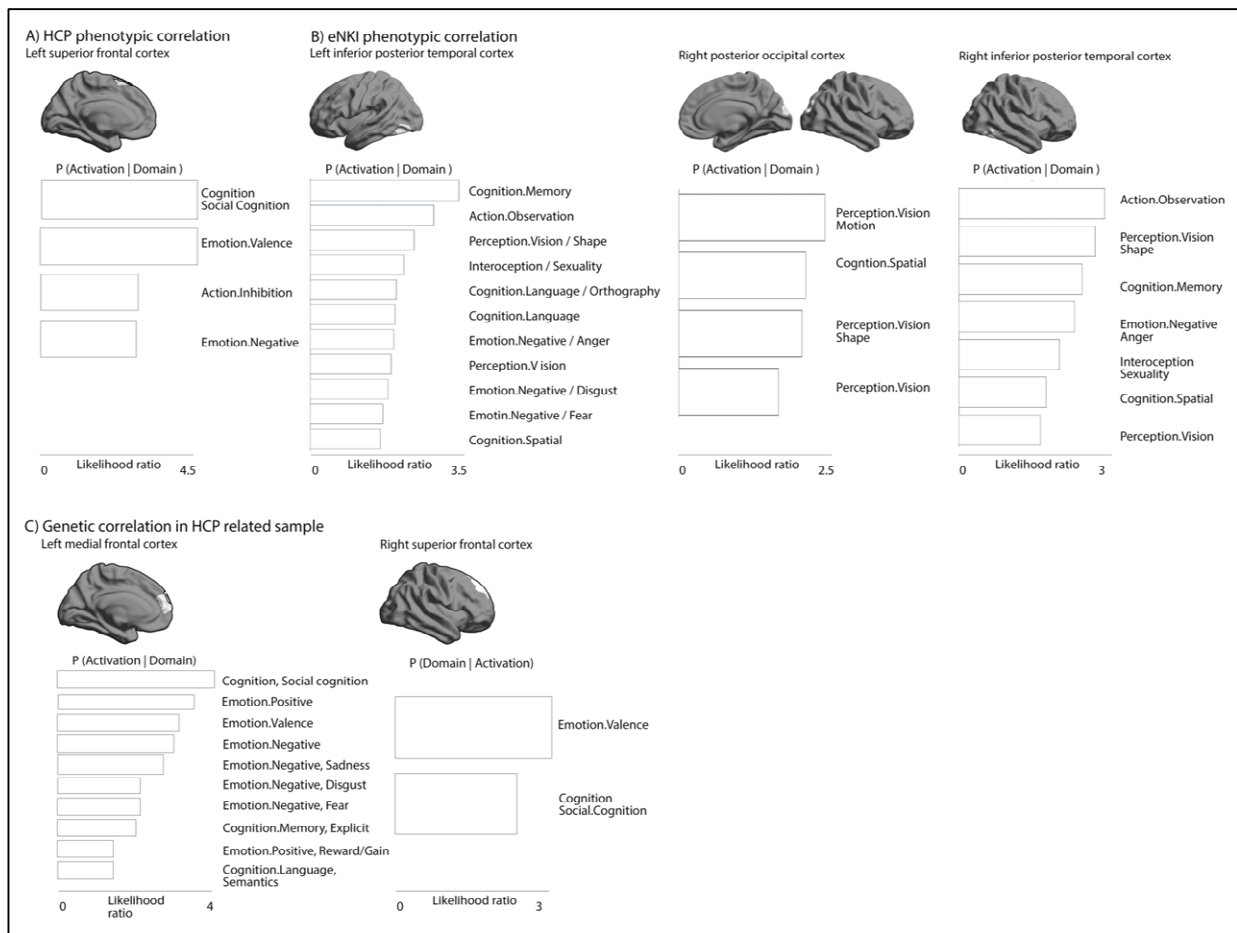 A) HCP phenotypic correlation
Left superior frontal cortex
P (Activation | Domain )
Cognition
Social Cognition
Emotion.Valence
Action.Inhibition
Emotion.Negative
0
Likelihood ratio
4.5
B) eNKI phenotypic correlation
Left inferior posterior temporal cortex
P (Activation | Domain )
Cognition.Memory
Action.Observation
Perception.Vision / Shape
Interoception / Sexuality
Cognition.Language / Orthography
Cognition.Language
Emotion.Negative / Anger
Perception.V ision
Emotion.Negative / Disgust
Emotin.Negative / Fear
Cognition.Spatial
0
Likelihood ratio
3.5
Right posterior occipital cortex
P (Activation | Domain )
Perception.Vision
Motion
Cogntion.Spatial
Perception.Vision
Shape
Perception.Vision
0
Likelihood ratio
2.5
Right inferior posterior temporal cortex
P (Activation | Domain )
Action.Observation
Perception.Vision
Shape
Cognition.Memory
Emotion.Negative
Anger
Interoception
Sexuality
Cognition.Spatial
Perception.Vision
0
Likelihood ratio
3
C) Genetic correlation in HCP related sample
Left medial frontal cortex
P (Activation | Domain)
Cognition, Social cognition
Emotion.Positive
Emotion.Valence
Emotion.Negative
Emotion.Negative, Sadness
Emotion.Negative, Disgust
Emotion.Negative, Fear
Cognition.Memory, Explicit
Emotion.Positive, Reward/Gain
Cognition.Language,
Semantics
0
Likelihood
ratio
4
Right superior frontal cortex
P (Domain | Activation)
Emotion.Valence
Cognition
Social.Cognition
0
Likelihood ratio
3